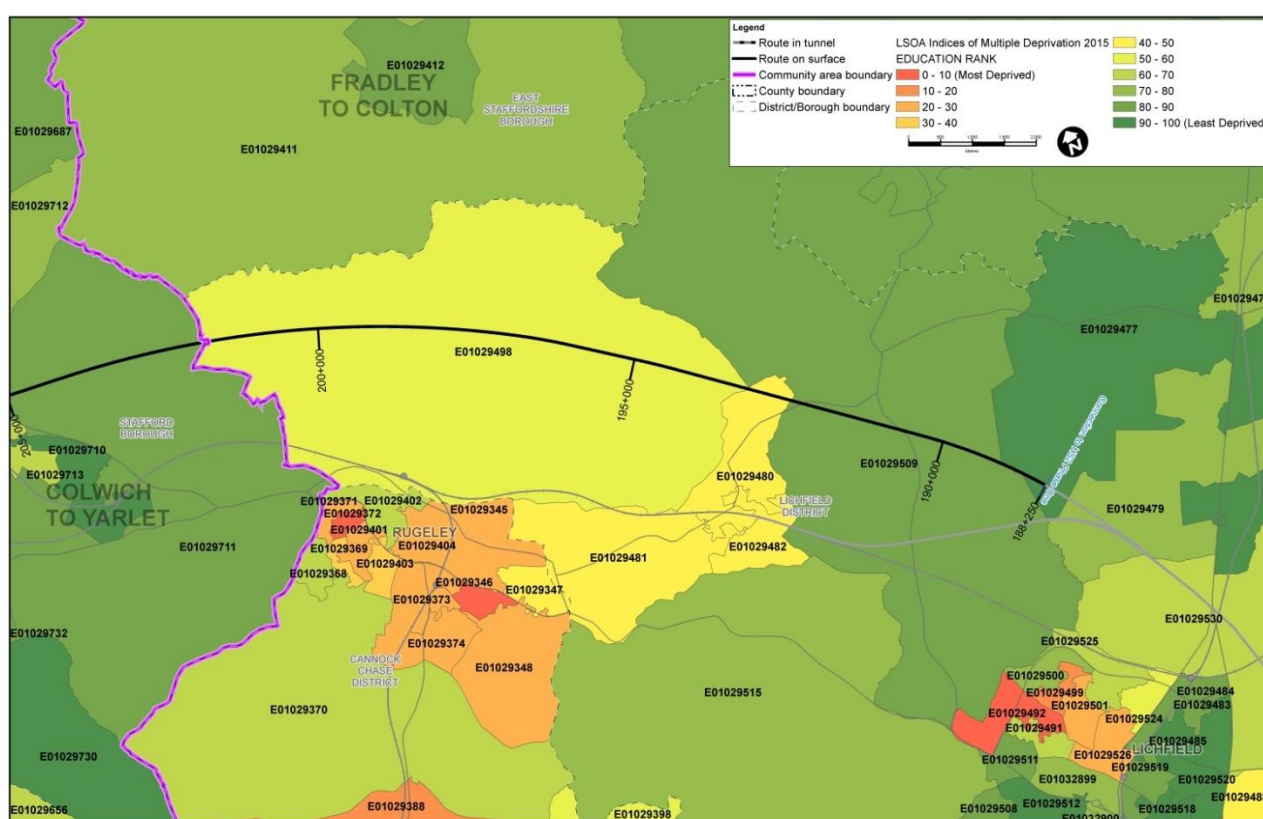 Legend
Route in tunnel
Route on surface
Community area boundary
County boundary
District/Borough boundary
LSOA Indices of Multiple Deprivation 2015
EDUCATION RANK
0 - 10 (Most Deprived)
10 - 20
20 - 30
30 - 40
40 - 50
50 - 60
60 - 70
70 - 80
80 - 90
90 - 100 (Least Deprived
N
E01029412
FRADLEY
TO COLTON
EAST
STAFFORDSHIRE
BOROUGH
E01029687
E01029411
E01029712
E01029477
E01029498
200+000
195+000
STAFFORD
BOROUGH
205+000
E01029710
E01029713
COLWICH
TO YARLET
E01029711
E01029480
E01029509
190+000
188+250
LICHFIELD
DISTRICT
E01029479
E01029371
E01029402
E01029372
E01029345
E01029401
RUGELEY
E01029369
E01029404
E01029403
E01029368
E01029481
E01029482
E01029346
E01029347
E01029373
E01029374
E01029348
E01029732
CANNOCK
CHASE
DISTRICT
E01029370
E01029515
E01029530
E01029525
E01029500
E01029499
E01029484
E01029483
E01029501
E01029492
E01029524
E01029491
E01029485
E01029526
LICHFIELD
E01029511
E01029519
E01032899
E01029520
E01029730
E01029656
E01029388
E01029398
E01029508
E01029512
E01029518
E01032900